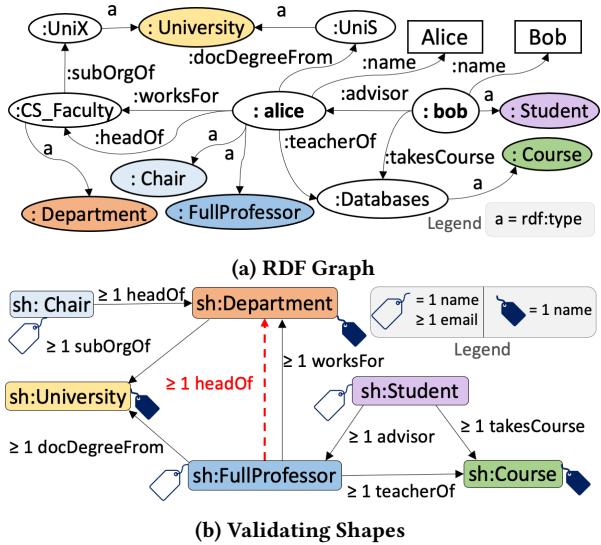 a
a
:UniX
: University
:UniS
Alice
Bob
:docDegreeFrom
:name
:name
:subOrgOf
:worksFor
:advisor
a
:CS_Faculty
: alice
: bob
: Student
:headOf
a
:teacherOf
:takesCourse
: Course
a
a
: Chair
a
:Databases
: Department
: FullProfessor
Legend
a = rdf:type
(a) RDF Graph
sh: Chair
≥ 1 headOf
sh:Department
= 1 name
≥ 1 email
= 1 name
≥ 1 subOrgOf
Legend
≥ 1 worksFor
≥ 1 headOf
sh:University
sh:Student
≥ 1 advisor
≥ 1 takesCourse
≥ 1 docDegreeFrom
sh:FullProfessor
sh:Course
≥ 1 teacherOf
(b) Validating Shapes